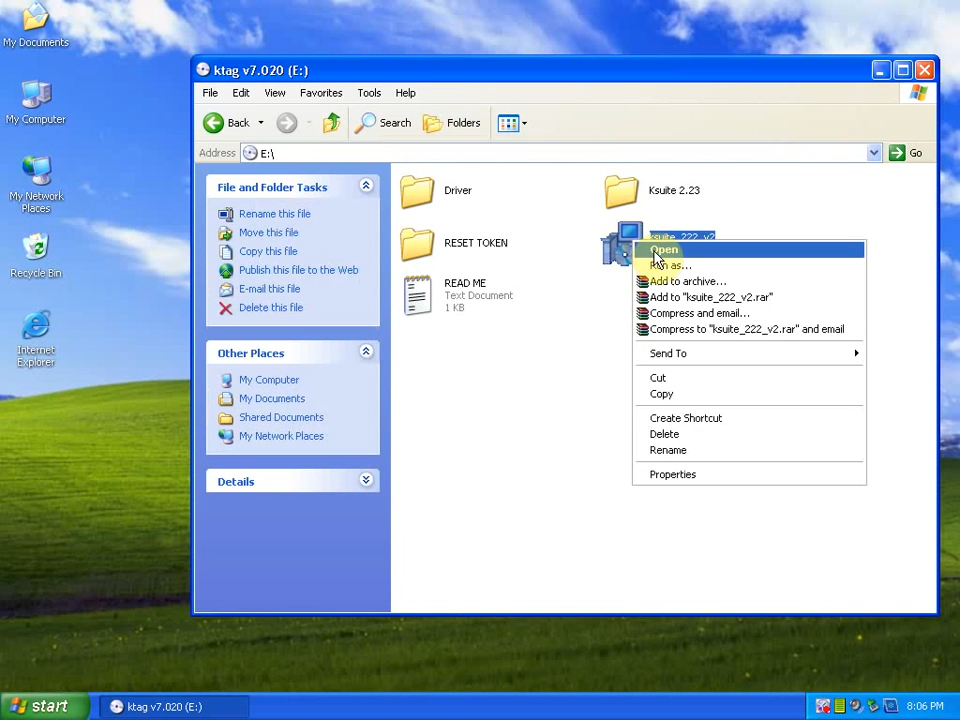 My Documents
My Computer
My Network
Places
Recycle Bin
Internet
Explorer
ktag v7.020 (E:)
File Edit View Favorites Tools Help
Back Search Folders
Address E:\ Go
File and Folder Tasks
Rename this file
Move this file
Copy this file
Publish this file to the Web
E-mail this file
Delete this file
Other Places
My Computer
My Documents
Shared Documents
My Network Places
Details
Driver
Ksuite 2.23
RESET TOKEN
ksuite_222_v2
READ ME
Text Document
1 KB
Open
Run as...
Add to archive...
Add to "ksuite_222_v2.rar"
Compress and email...
Compress to "ksuite_222_v2.rar" and email
Send To
Cut
Copy
Create Shortcut
Delete
Rename
Properties
start ktag v7.020 (E:) 8:06 PM